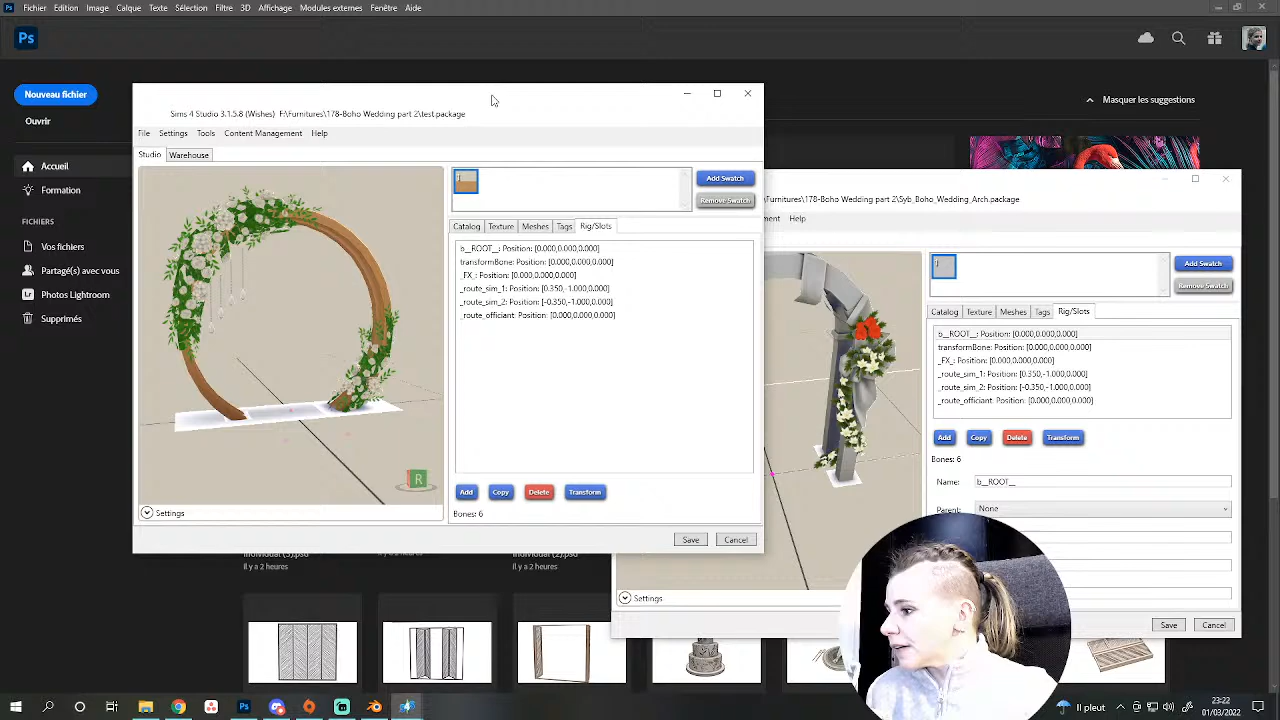 Fichier Edition Image Calque Texte Sélection Filtre 3D Affichage Modules externes Fenêtre Aide
Ps
Nouveau fichier
Ouvrir
Masquer les suggestions
Accueil
Formation
FICHIERS
Vos fichiers
Partagé(s) avec vous
Photos Lightroom
Supprimés
Sims 4 Studio 3.1.5.8 (Wishes) F:\Furnitures\178-Boho Wedding part 2\test.package
File Settings Tools Content Management Help
Studio Warehouse
Add Swatch
Remove Swatch
Catalog Texture Meshes Tags Rig/Slots
b__ROOT__: Position: [0.000,0.000,0.000]
transformBone: Position: [0.000,0.000,0.000]
_FX_: Position: [0.000,0.000,0.000]
_route_sim_1: Position: [0.350,-1.000,0.000]
_route_sim_2: Position: [-0.350,-1.000,0.000]
_route_officiant: Position: [0.000,0.000,0.000]
R
Add Copy Delete Transform
Settings
Bones: 6
Save Cancel
/Furnitures\178-Boho Wedding part 2\Syb_Wedding_Arch.package
ment Help
Add Swatch
Remove Swatch
Catalog Texture Meshes Tags Rig/Slots
b__ROOT__: Position: [0.000,0.000,0.000]
transformBone: Position: [0.000,0.000,0.000]
_FX_: Position: [0.000,0.000,0.000]
_route_sim_1: Position: [0.350,-1.000,0.000]
_route_sim_2: Position: [-0.350,-1.000,0.000]
_route_officiant: Position: [0.000,0.000,0.000]
Add Copy Delete Transform
Bones: 6
Name: b__ROOT__
Parent: None
Settings
Save Cancel
individual (3).psd
il y a 2 heures
individual (2).psd
il y a 2 heures
Il pleut
23:22
01/03/2022